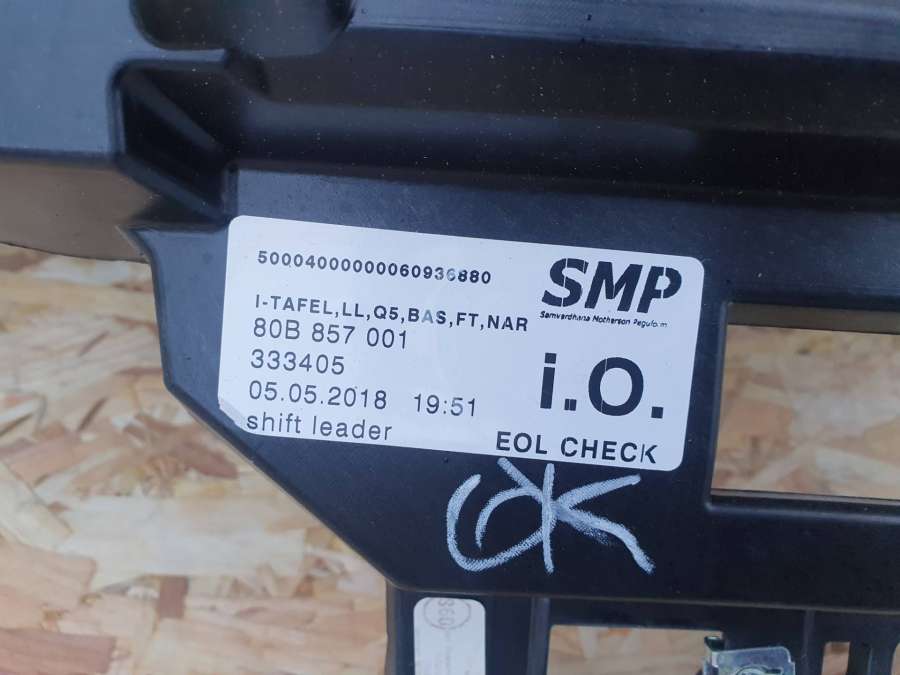 50004000000060936880
SMP
Samvardhana Motherson Peguform
I-TAFEL,LL,Q5,BAS,FT,NAR
80B 857 001
333405
i.O.
05.05.2018 19:51
shift leader
EOL CHECK
OK